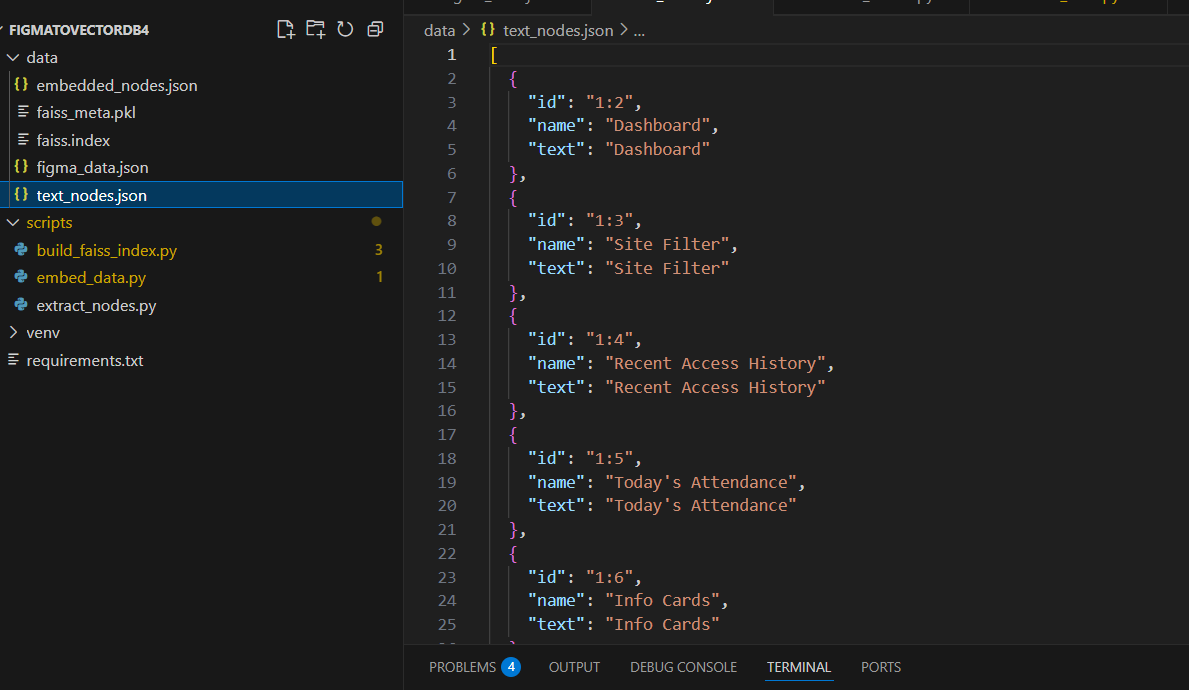 FIGMATOVECTORDB4
data
embedded_nodes.json
faiss_meta.pkl
faiss.index
figma_data.json
text_nodes.json
scripts
build_faiss_index.py 3
embed_data.py 1
extract_nodes.py
venv
requirements.txt
data > {} text_nodes.json > ...
1 [
2 {
3 "id": "1:2",
4 "name": "Dashboard",
5 "text": "Dashboard"
6 },
7 {
8 "id": "1:3",
9 "name": "Site Filter",
10 "text": "Site Filter"
11 },
12 {
13 "id": "1:4",
14 "name": "Recent Access History",
15 "text": "Recent Access History"
16 },
17 {
18 "id": "1:5",
19 "name": "Today's Attendance",
20 "text": "Today's Attendance"
21 },
22 {
23 "id": "1:6",
24 "name": "Info Cards",
25 "text": "Info Cards"
PROBLEMS 4 OUTPUT DEBUG CONSOLE TERMINAL PORTS